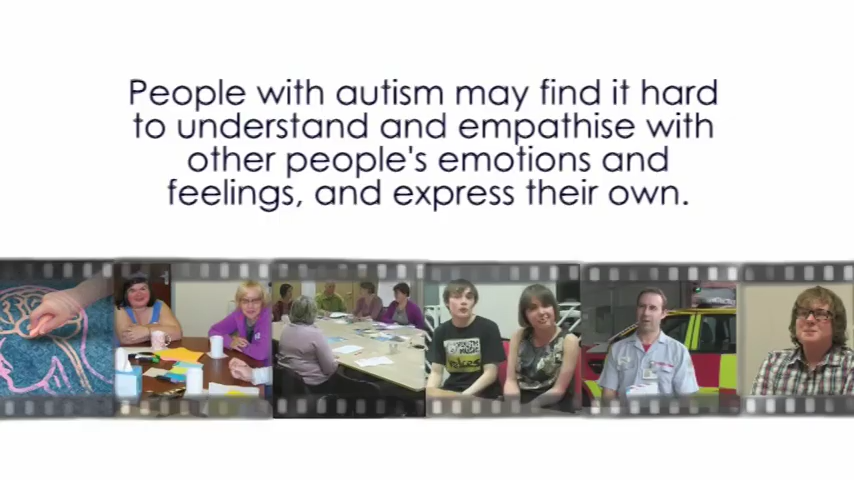 People with autism may find it hard
to understand and empathise with
other people's emotions and
feelings, and express their own.